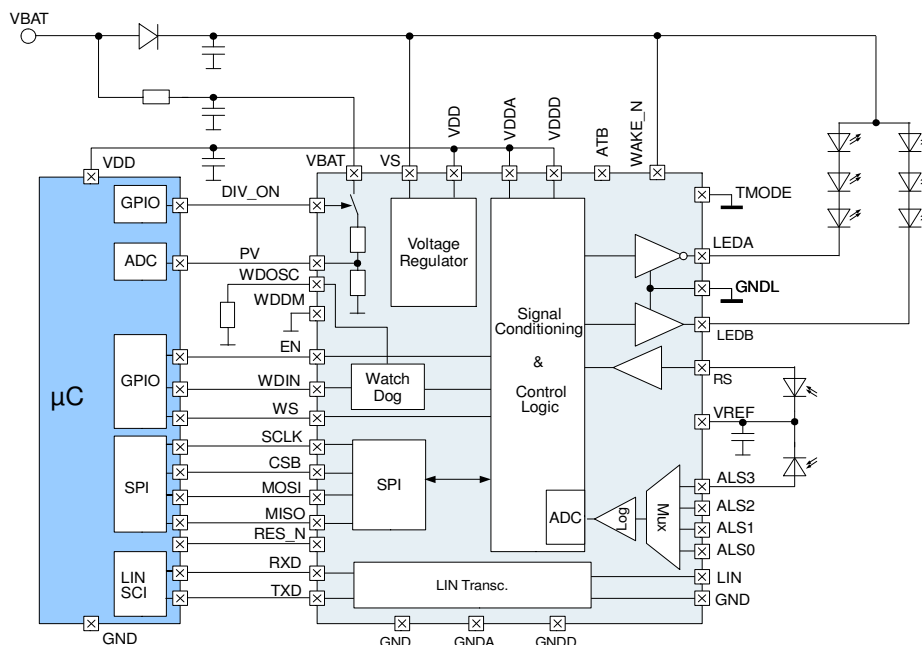 VBAT
VDD
VDDA
VDDD
ATB
WAKE_N
VDD
VBAT
VS
GPIO
DIV_ON
TMODE
ADC
PV
Voltage
Regulator
LEDA
WDOSC
GNDL
WDDM
Signal
Conditioning
&
Control
Logic
LEDB
EN
µC
GPIO
WDIN
Watch
Dog
RS
WS
VREF
SCLK
CSB
SPI
SPI
MOSI
MISO
RES_N
ADC
Log
Mux
ALS3
ALS2
ALS1
ALS0
LIN
SCI
RXD
TXD
LIN Transc.
LIN
GND
GND
GND
GNDA
GNDD